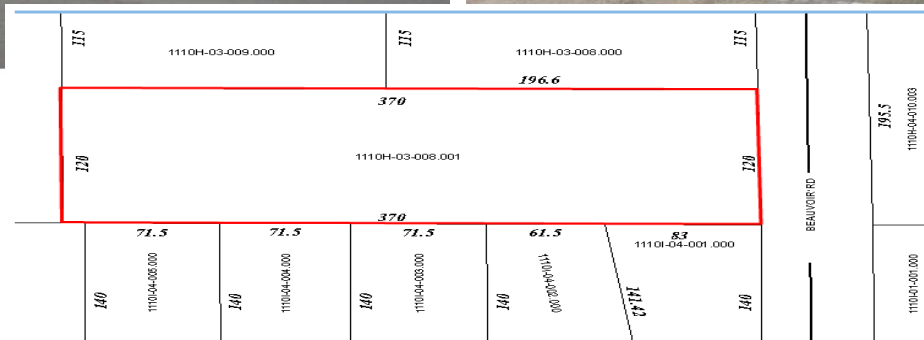 115
115
115
1110H-03-009.000
1110H-03-008.000
196.6
370
195.5
1110H-04-010.003
120
1110H-03-008.001
120
BEAUVOIR RD
370
71.5
71.5
71.5
61.5
83
1110I-04-001.000
140
1110I-04-005.000
140
1110I-04-004.000
140
1110I-04-003.000
140
1110I-04-002.000
141.42
140
1110I-01-001.000